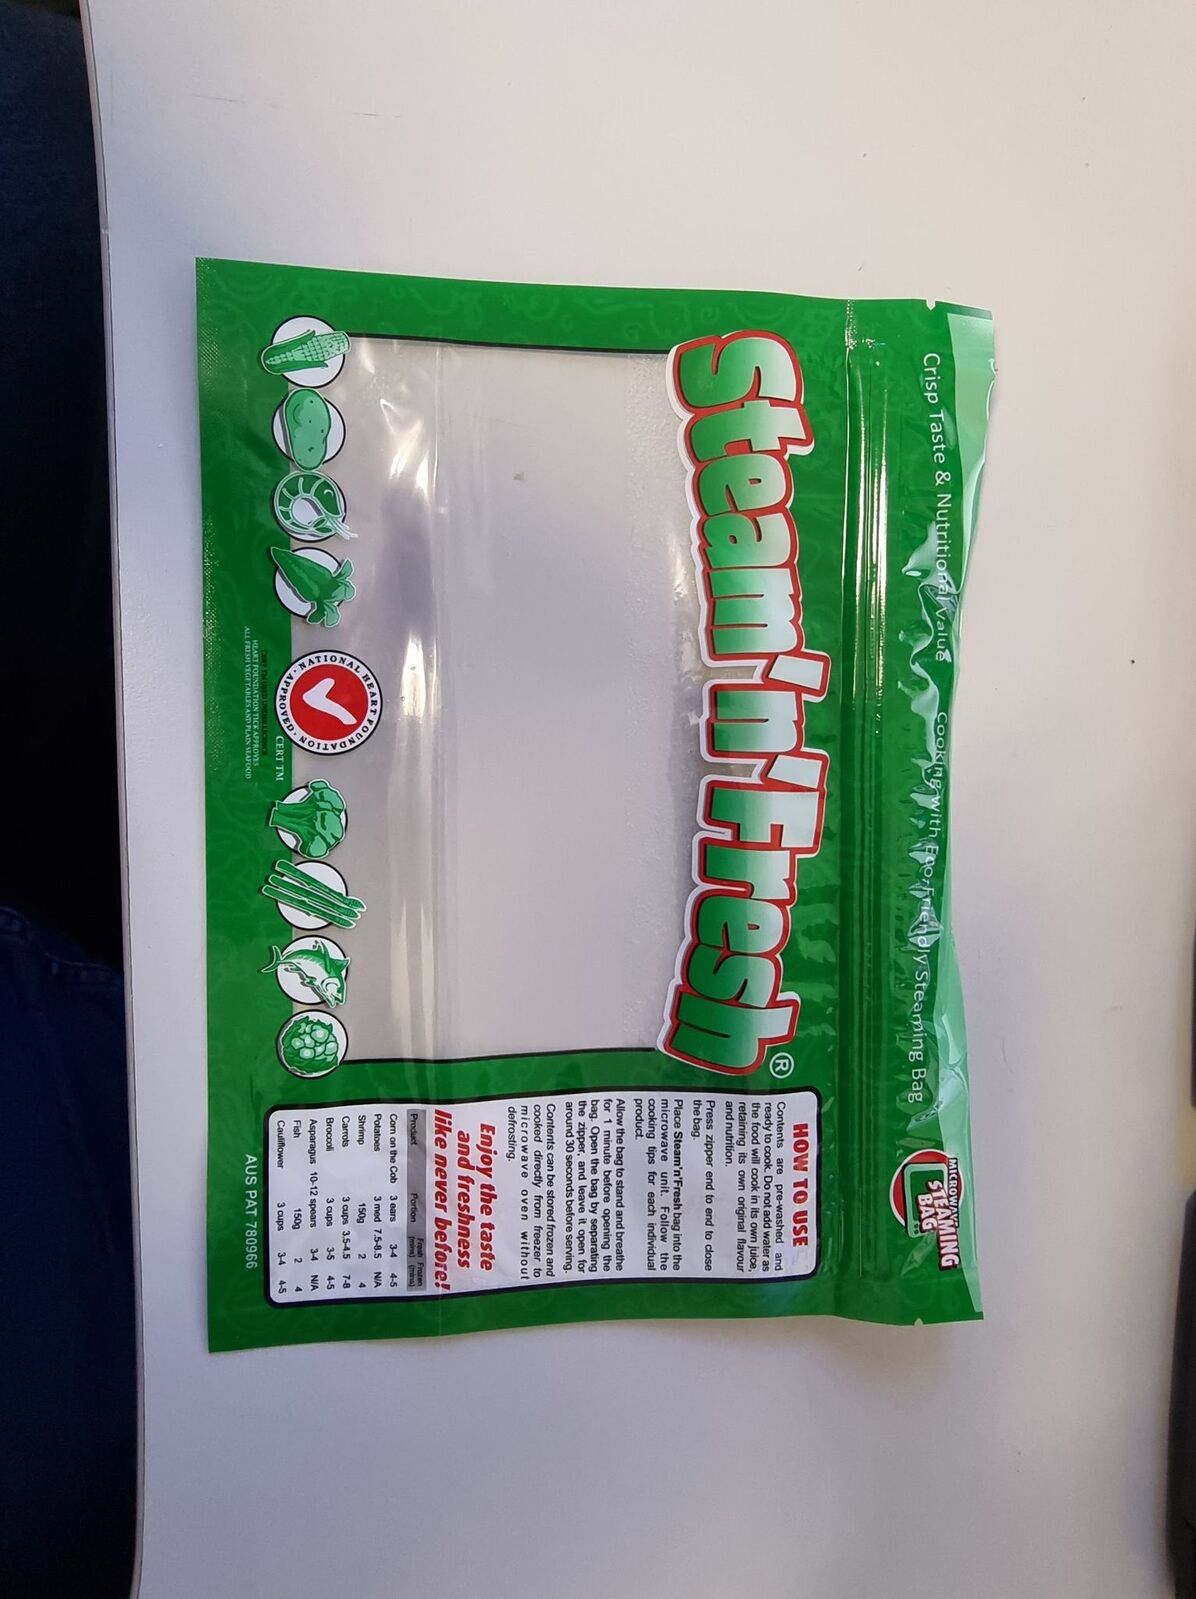 Crisp Taste & Nutritional Value Cooking with Eco-Friendly Steaming Bag
MICROWAVE
STEAMING
BAG
Steam'n'Fresh®
HOW TO USE
Contents are pre-washed and
ready to cook. Do not add water as
the food will cook in its own juice,
retaining its own original flavour
and nutrition.
Press zipper end to end to close
the bag.
Place Steam'n'Fresh bag into the
microwave unit. Follow the
cooking tips for each individual
product.
Allow the bag to stand and breathe
for 1 minute before opening the
bag. Open the bag by separating
the zipper, and leave it open for
around 30 seconds before serving.
Contents can be stored frozen and
cooked directly from freezer to
microwave oven without
defrosting.
Enjoy the taste
and freshness
like never before!
Product Portion Fresh (mins) Frozen (mins)
Corn on the Cob 3 ears 3-4 4-5
Potatoes 3 med 7.5-8.5 N/A
Shrimp 150g 2 4
Carrots 3 cups 3.5-4.5 7-8
Broccoli 3 cups 3-5 4-5
Asparagus 10-12 spears 3-4 N/A
Fish 150g 2 4
Cauliflower 3 cups 3-4 4-5
NATIONAL HEART FOUNDATION
APPROVED
CERT TM
HEART FOUNDATION TICK APPROVES
ALL FRESH VEGETABLES AND PLAIN SEAFOOD
AUS PAT 780966